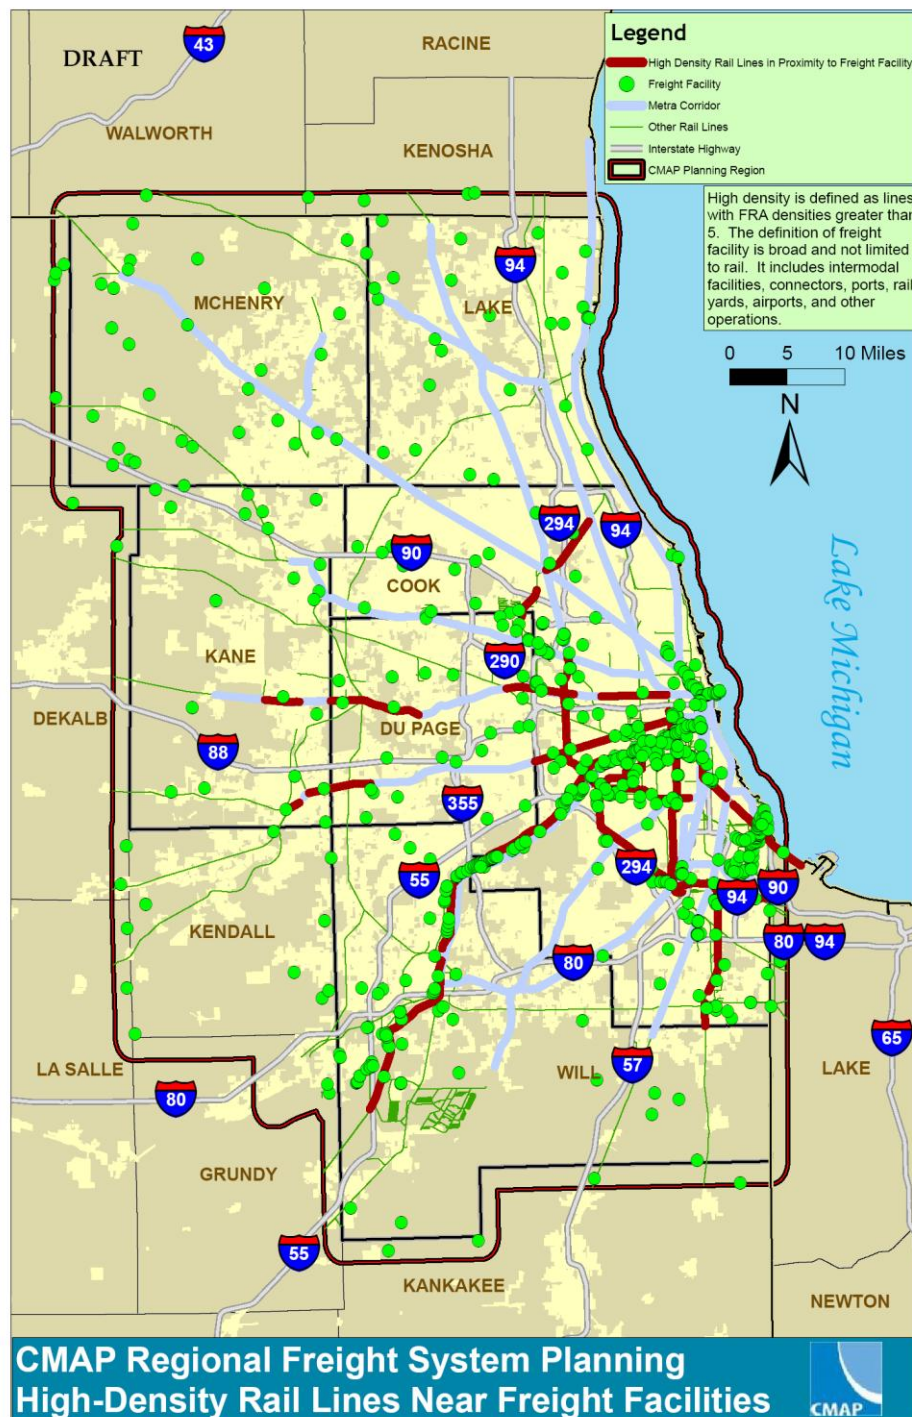 DRAFT
43
RACINE
WALWORTH
KENOSHA
Legend
High Density Rail Lines in Proximity to Freight Facility
Freight Facility
Metra Corridor
Other Rail Lines
Interstate Highway
CMAP Planning Region
High density is defined as lines
with FRA densities greater than
5. The definition of freight
facility is broad and not limited
to rail. It includes intermodal
facilities, connectors, ports, rail
yards, airports, and other
operations.
0 5 10 Miles
N
94
MCHENRY
LAKE
294
94
90
COOK
Lake Michigan
KANE
290
DEKALB
DU PAGE
88
355
294
55
94
90
KENDALL
80
80
94
LA SALLE
80
57
WILL
65
LAKE
GRUNDY
55
KANKAKEE
NEWTON
CMAP Regional Freight System Planning
High-Density Rail Lines Near Freight Facilities
CMAP